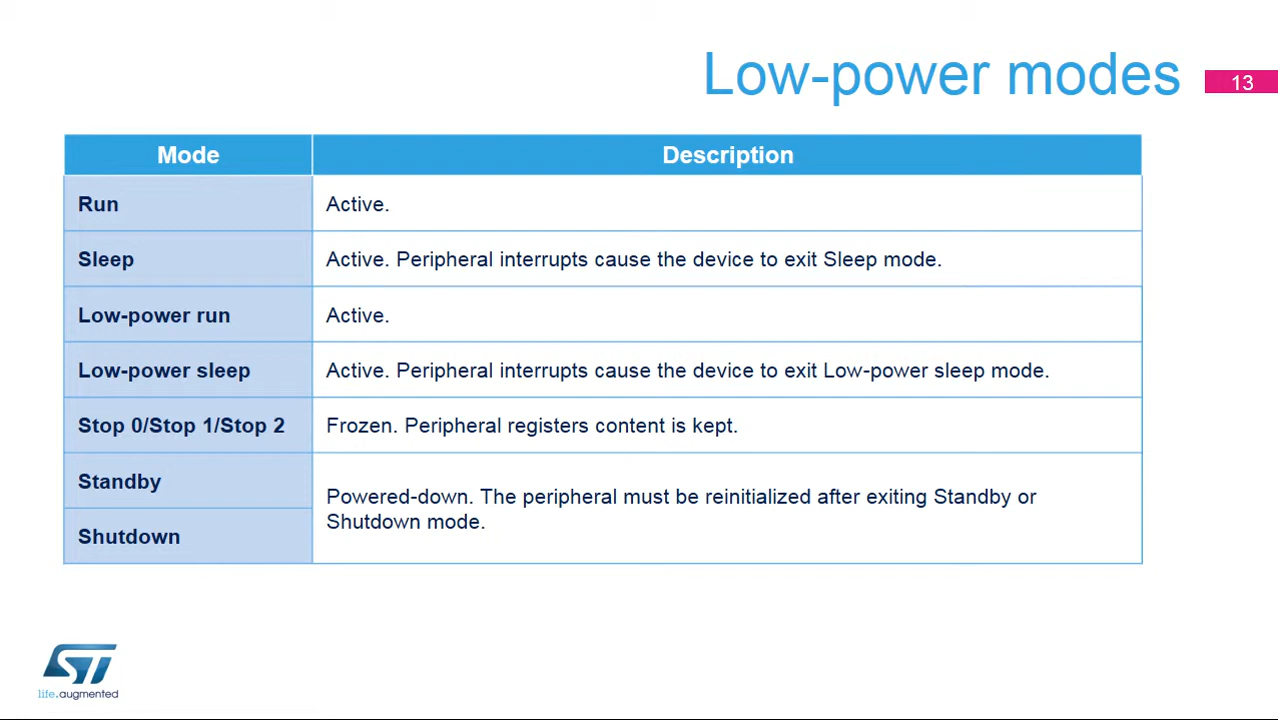 Low-power modes
13
Mode Description
Run Active.
Sleep Active. Peripheral interrupts cause the device to exit Sleep mode.
Low-power run Active.
Low-power sleep Active. Peripheral interrupts cause the device to exit Low-power sleep mode.
Stop 0/Stop 1/Stop 2 Frozen. Peripheral registers content is kept.
Standby
Powered-down. The peripheral must be reinitialized after exiting Standby or
Shutdown mode.
Shutdown
ST
life.augmented